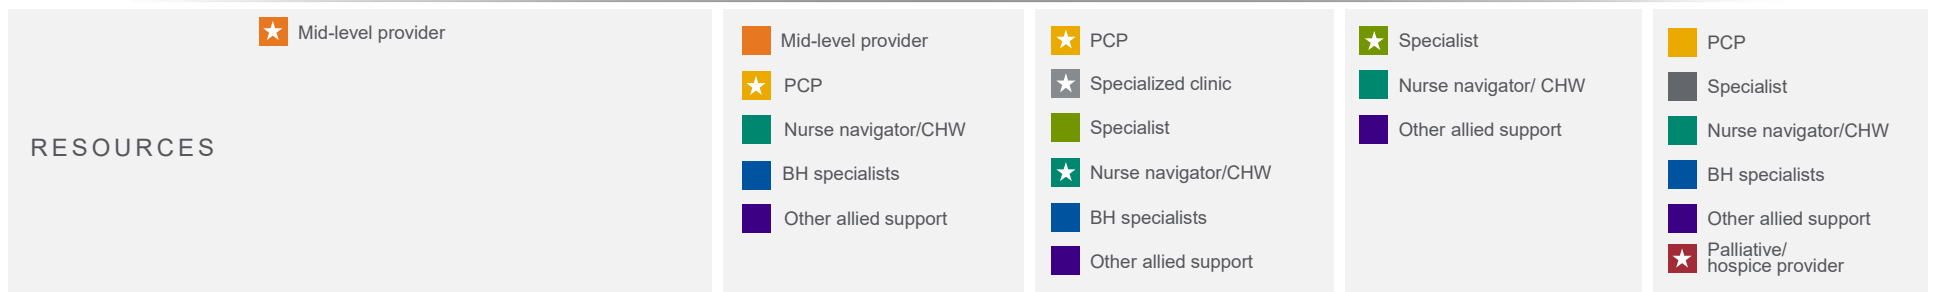 RESOURCES
Mid-level provider
Mid-level provider
PCP
Nurse navigator/CHW
BH specialists
Other allied support
PCP
Specialized clinic
Specialist
Nurse navigator/CHW
BH specialists
Other allied support
Specialist
Nurse navigator/ CHW
Other allied support
PCP
Specialist
Nurse navigator/CHW
BH specialists
Other allied support
Palliative/
hospice provider